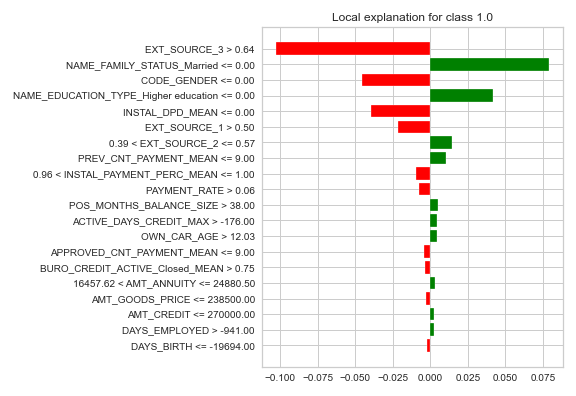 Local explanation for class 1.0
EXT_SOURCE_3 > 0.64
NAME_FAMILY_STATUS_Married <= 0.00
CODE_GENDER <= 0.00
NAME_EDUCATION_TYPE_Higher education <= 0.00
INSTAL_DPD_MEAN <= 0.00
EXT_SOURCE_1 > 0.50
0.39 < EXT_SOURCE_2 <= 0.57
PREV_CNT_PAYMENT_MEAN <= 9.00
0.96 < INSTAL_PAYMENT_PERC_MEAN <= 1.00
PAYMENT_RATE > 0.06
POS_MONTHS_BALANCE_SIZE > 38.00
ACTIVE_DAYS_CREDIT_MAX > -176.00
OWN_CAR_AGE > 12.03
APPROVED_CNT_PAYMENT_MEAN <= 9.00
BURO_CREDIT_ACTIVE_Closed_MEAN > 0.75
16457.62 < AMT_ANNUITY <= 24880.50
AMT_GOODS_PRICE <= 238500.00
AMT_CREDIT <= 270000.00
DAYS_EMPLOYED > -941.00
DAYS_BIRTH <= -19694.00
−0.100 −0.075 −0.050 −0.025 0.000 0.025 0.050 0.075